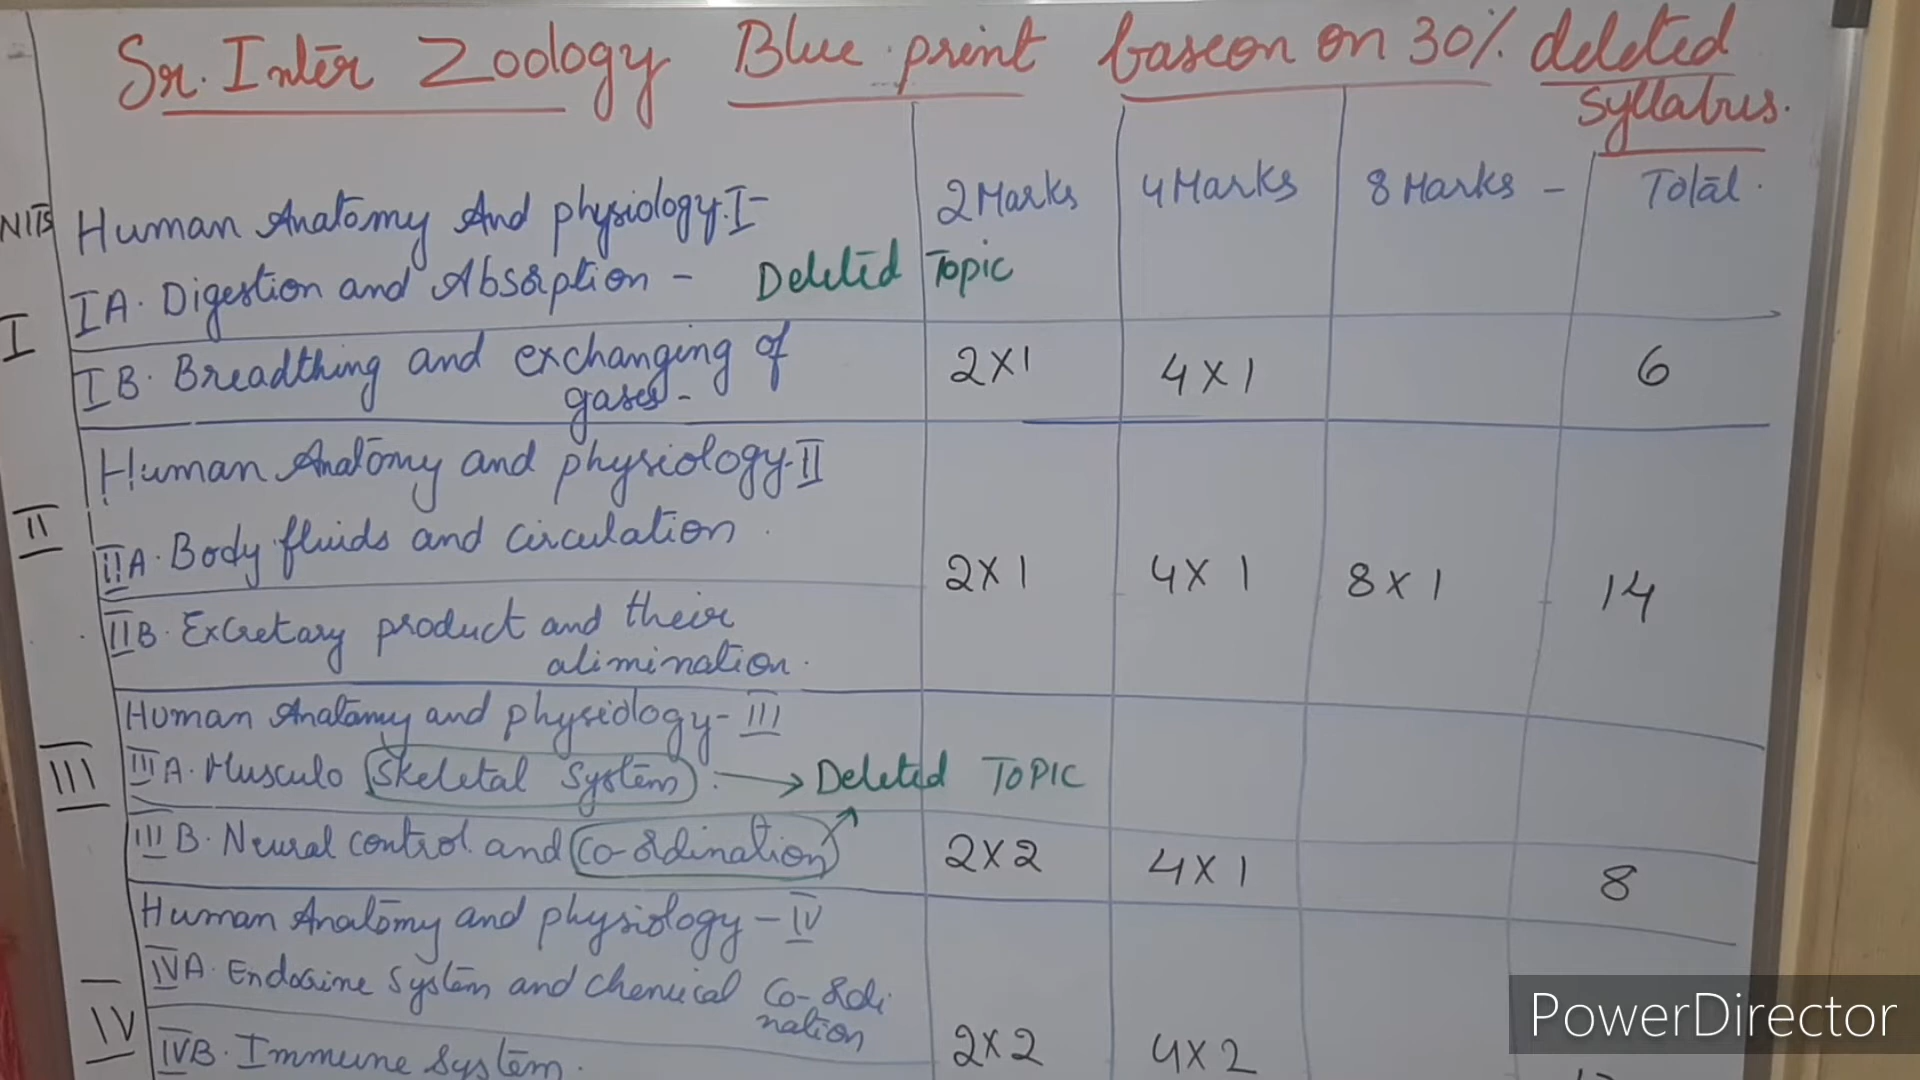 Sr. Inter Zoology Blue print baseon on 30% deleted
syllabus.
UNITS Human Anatomy And physiology-I- 2 Marks 4 Marks 8 Marks - Total.
I IA. Digestion and Absorption - Deleted Topic
IB. Breadthing and exchanging of 2X1 4X1 6
gases-
Human Anatomy and physiology-II
II IIA. Body fluids and circulation. 2X1 4X1 8X1 14
IIB. Excretary product and their
alimination.
Human Anatomy and physiology-III
III IIIA. Musculo Skeletal System. → Deleted TOPIC
IIIB. Neural control and co-ordination 2X2 4X1 8
Human Anatomy and physiology-IV
IVA. Endocrine System and chemical Co-ordi
nation
IV IVB. Immune System. 2X2 4X2
PowerDirector